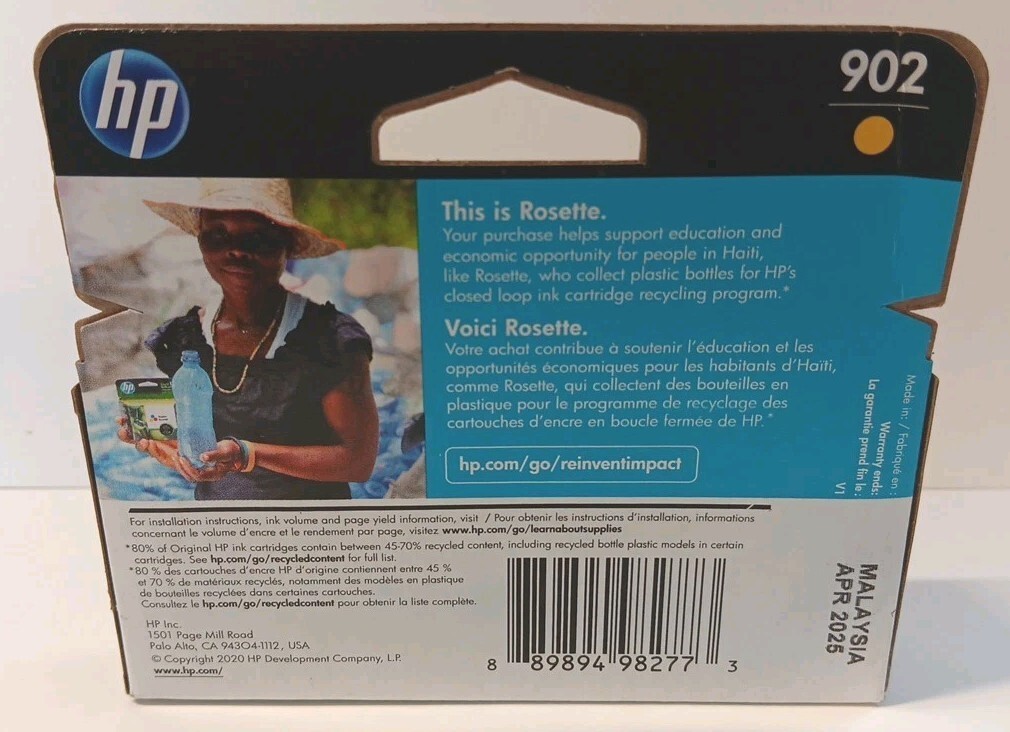 hp
902
This is Rosette.
Your purchase helps support education and
economic opportunity for people in Haiti,
like Rosette, who collect plastic bottles for HP's
closed loop ink cartridge recycling program.*
Voici Rosette.
Votre achat contribue à soutenir l'éducation et les
opportunités économiques pour les habitants d'Haïti,
comme Rosette, qui collectent des bouteilles en
plastique pour le programme de recyclage des
cartouches d'encre en boucle fermée de HP.*
hp.com/go/reinventimpact
hp
Made in: / Fabriqué en :
Warranty ends:
La garantie prend fin le :
V1
For installation instructions, ink volume and page yield information, visit / Pour obtenir les instructions d'installation, informations
concernant le volume d'encre et le rendement par page, visitez www.hp.com/go/learnaboutsupplies
*80% of Original HP ink cartridges contain between 45-70% recycled content, including recycled bottle plastic models in certain
cartridges. See hp.com/go/recycledcontent for full list.
*80 % des cartouches d'encre HP d'origine contiennent entre 45 %
et 70 % de matériaux recyclés, notamment des modèles en plastique
de bouteilles recyclées dans certaines cartouches.
Consultez le hp.com/go/recycledcontent pour obtenir la liste complète.
HP Inc.
1501 Page Mill Road
Palo Alto, CA 94304-1112, USA
© Copyright 2020 HP Development Company, L.P.
www.hp.com/
8 89894 98277 3
MALAYSIA
APR 2025